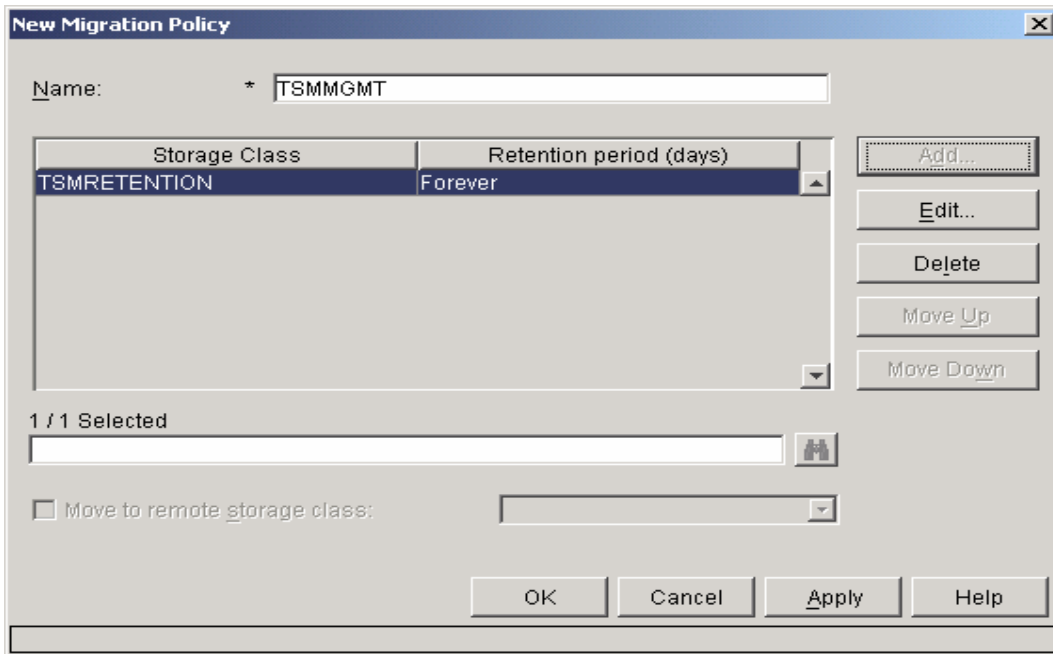 New Migration Policy
Name: * TSMMGMT
Storage Class Retention period (days)
TSMRETENTION Forever
Add...
Edit...
Delete
Move Up
Move Down
1 / 1 Selected
Move to remote storage class:
OK Cancel Apply Help